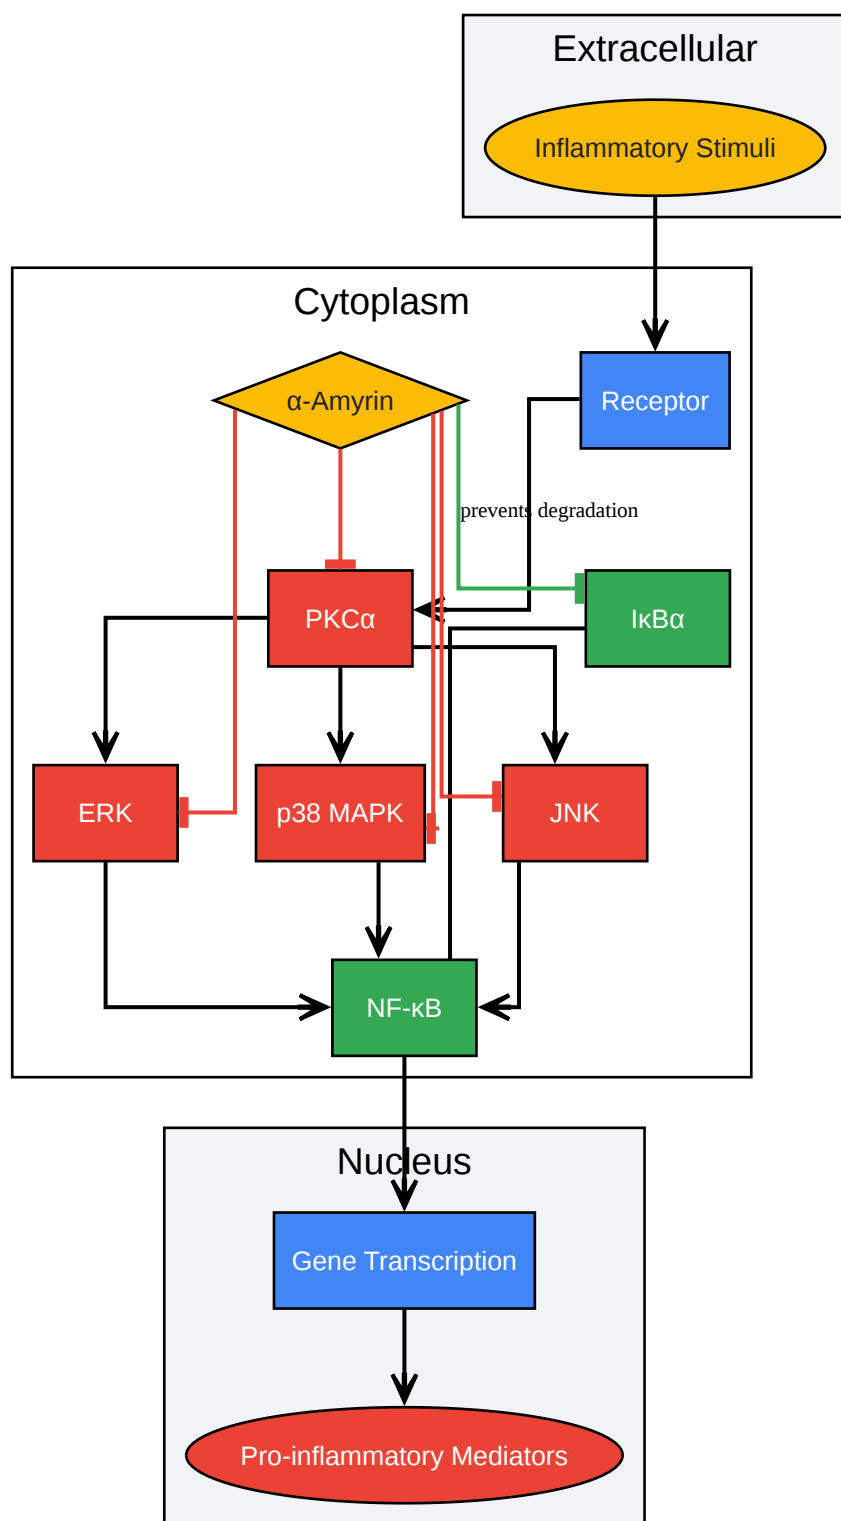 Extracellular
Inflammatory Stimuli
Cytoplasm
α-Amyrin
Receptor
prevents degradation
PKCα
IκBα
ERK
p38 MAPK
JNK
NF-κB
Nucleus
Gene Transcription
Pro-inflammatory Mediators